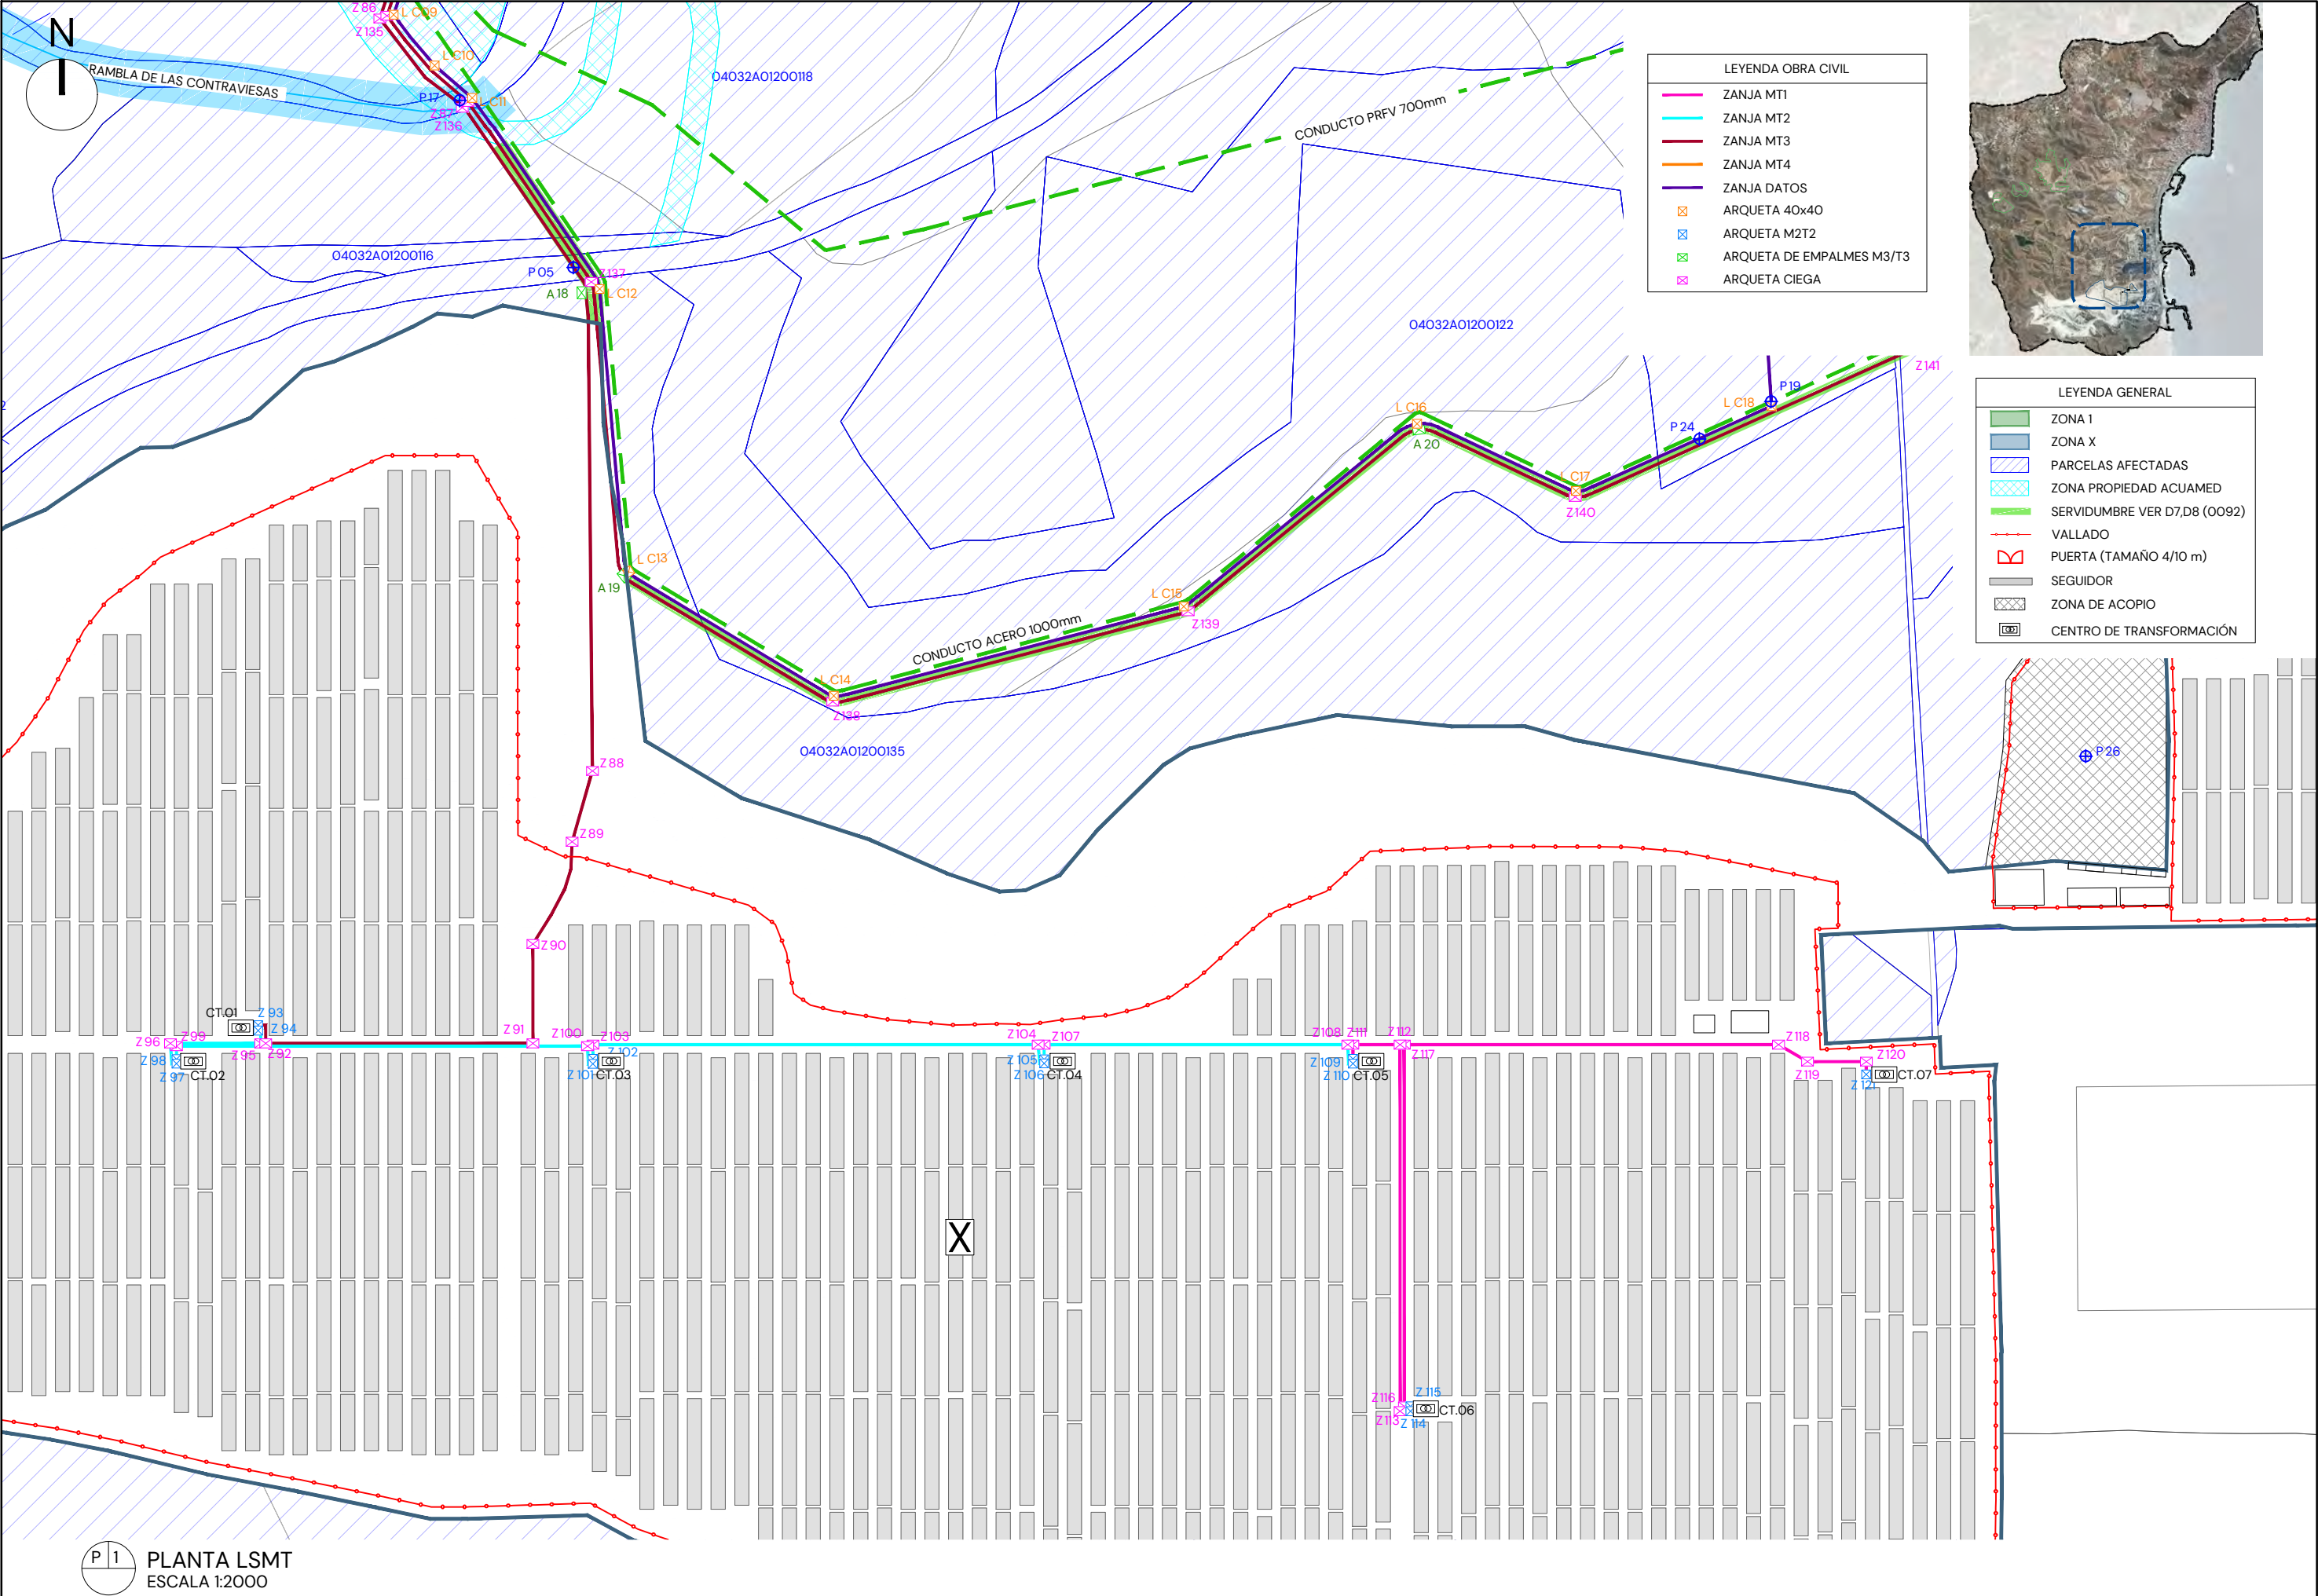 N
Z 86
L C09
Z 135
L C10
RAMBLA DE LAS CONTRAVIESAS
P 17
L C11
Z 87
Z 136
04032A01200118
CONDUCTO PRFV 700mm
04032A01200116
P 05
Z 137
A 18
L C12
04032A01200122
LEYENDA OBRA CIVIL
ZANJA MT1
ZANJA MT2
ZANJA MT3
ZANJA MT4
ZANJA DATOS
ARQUETA 40x40
ARQUETA M2T2
ARQUETA DE EMPALMES M3/T3
ARQUETA CIEGA
Z 141
P 19
L C18
L C16
P 24
A 20
L C17
Z 140
LEYENDA GENERAL
ZONA 1
ZONA X
PARCELAS AFECTADAS
ZONA PROPIEDAD ACUAMED
SERVIDUMBRE VER D7,D8 (0092)
VALLADO
PUERTA (TAMAÑO 4/10 m)
SEGUIDOR
ZONA DE ACOPIO
CENTRO DE TRANSFORMACIÓN
2
L C13
A 19
L C15
Z 139
CONDUCTO ACERO 1000mm
L C14
Z 138
04032A01200135
P 26
Z 88
Z 89
Z 90
CT.01
Z 93
Z 94
Z 96
Z 99
Z 95
Z 92
Z 91
Z 100
Z 103
Z 102
Z 104
Z 107
Z 108
Z 111
Z 112
Z 117
Z 118
Z 98
Z 97
CT.02
Z 101
CT.03
Z 105
Z 106
CT.04
Z 109
Z 110
CT.05
Z 119
Z 120
Z 121
CT.07
X
Z 116
Z 115
Z 113
Z 114
CT.06
P 1
PLANTA LSMT
ESCALA 1:2000